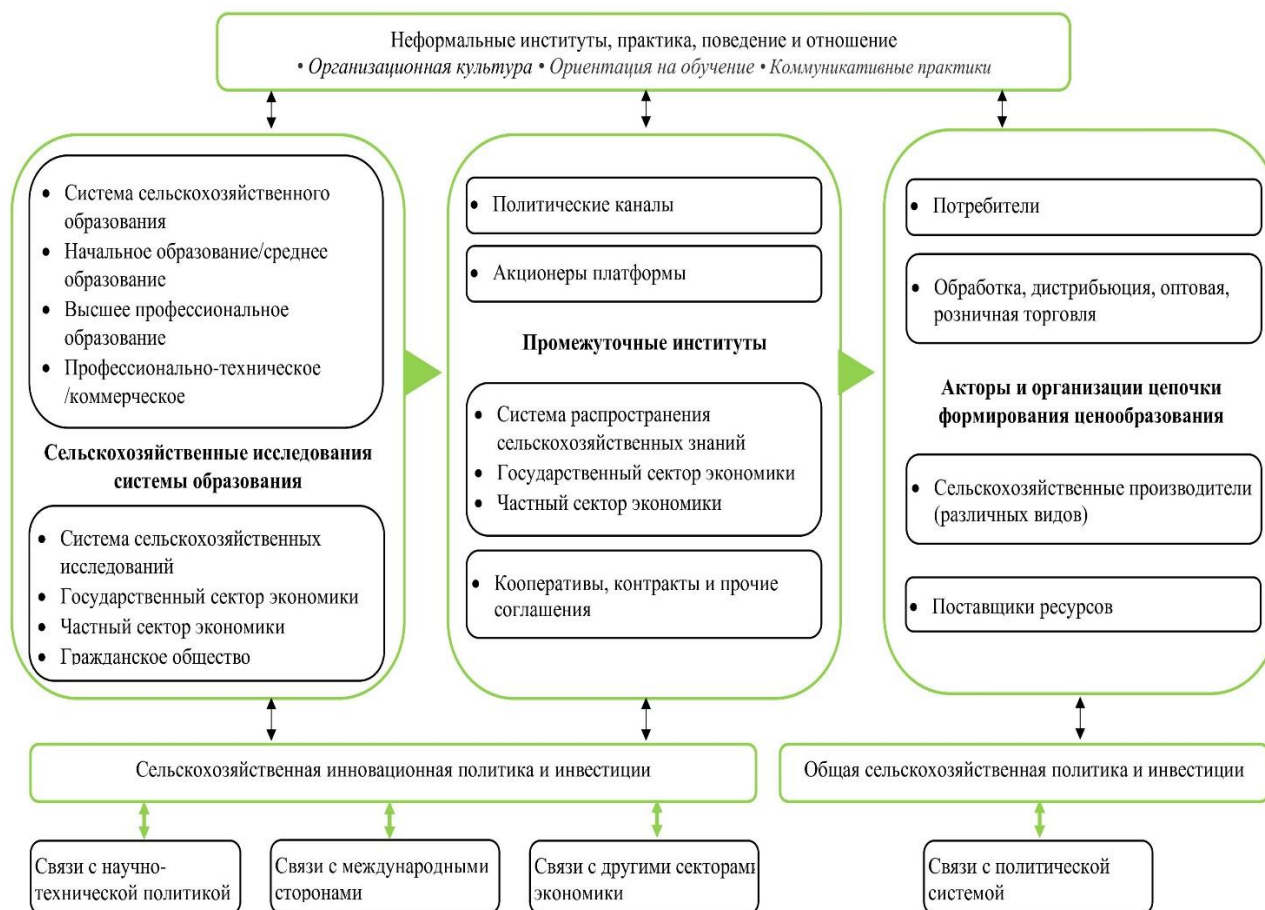 Неформальные институты, практика, поведение и отношение
• Организационная культура • Ориентация на обучение • Коммуникативные практики
• Система сельскохозяйственного
образования
• Начальное образование/среднее
образование
• Высшее профессиональное
образование
• Профессионально-техническое
/коммерческое
Сельскохозяйственные исследования
системы образования
• Система сельскохозяйственных
исследований
• Государственный сектор экономики
• Частный сектор экономики
• Гражданское общество
• Политические каналы
• Акционеры платформы
Промежуточные институты
• Система распространения
сельскохозяйственных знаний
• Государственный сектор экономики
• Частный сектор экономики
• Кооперативы, контракты и прочие
соглашения
• Потребители
• Обработка, дистрибьюция, оптовая,
розничная торговля
Акторы и организации цепочки
формирования ценообразования
• Сельскохозяйственные производители
(различных видов)
• Поставщики ресурсов
Сельскохозяйственная инновационная политика и инвестиции
Общая сельскохозяйственная политика и инвестиции
Связи с научно-
технической политикой
Связи с международными
сторонами
Связи с другими секторами
экономики
Связи с политической
системой